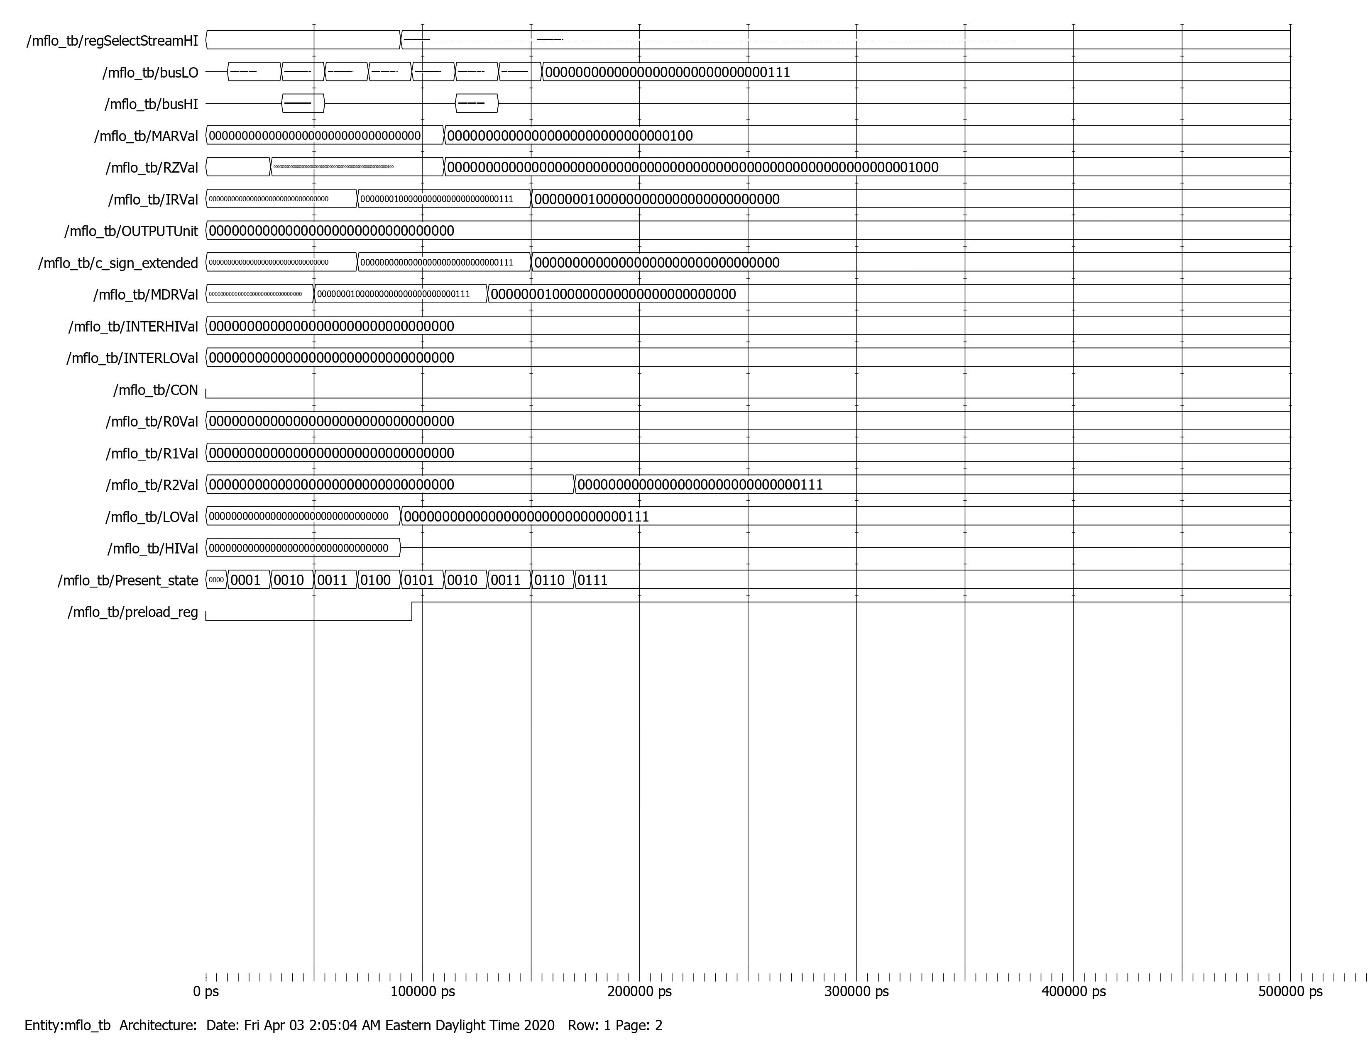 /mflo_tb/regSelectStreamHI
/mflo_tb/busLO 00000000000000000000000000000111
/mflo_tb/busHI
/mflo_tb/MARVal 00000000000000000000000000000000 00000000000000000000000000000100
/mflo_tb/RZVal 0000000000000000000000000000000000000000000000000000000000001000
/mflo_tb/IRVal 00000000000000000000000000000000 00000001000000000000000000000111 00000001000000000000000000000000
/mflo_tb/OUTPUTUnit 00000000000000000000000000000000
/mflo_tb/c_sign_extended 00000000000000000000000000000000 00000000000000000000000000000111 00000000000000000000000000000000
/mflo_tb/MDRVal 00000000000000000000000000000000 00000001000000000000000000000111 00000001000000000000000000000000
/mflo_tb/INTERHIVal 00000000000000000000000000000000
/mflo_tb/INTERLOVal 00000000000000000000000000000000
/mflo_tb/CON
/mflo_tb/R0Val 00000000000000000000000000000000
/mflo_tb/R1Val 00000000000000000000000000000000
/mflo_tb/R2Val 00000000000000000000000000000000 00000000000000000000000000000111
/mflo_tb/LOVal 00000000000000000000000000000000 00000000000000000000000000000111
/mflo_tb/HIVal 00000000000000000000000000000000
/mflo_tb/Present_state 0000 0001 0010 0011 0100 0101 0010 0011 0110 0111
/mflo_tb/preload_reg
0 ps 100000 ps 200000 ps 300000 ps 400000 ps 500000 ps
Entity:mflo_tb Architecture: Date: Fri Apr 03 2:05:04 AM Eastern Daylight Time 2020 Row: 1 Page: 2